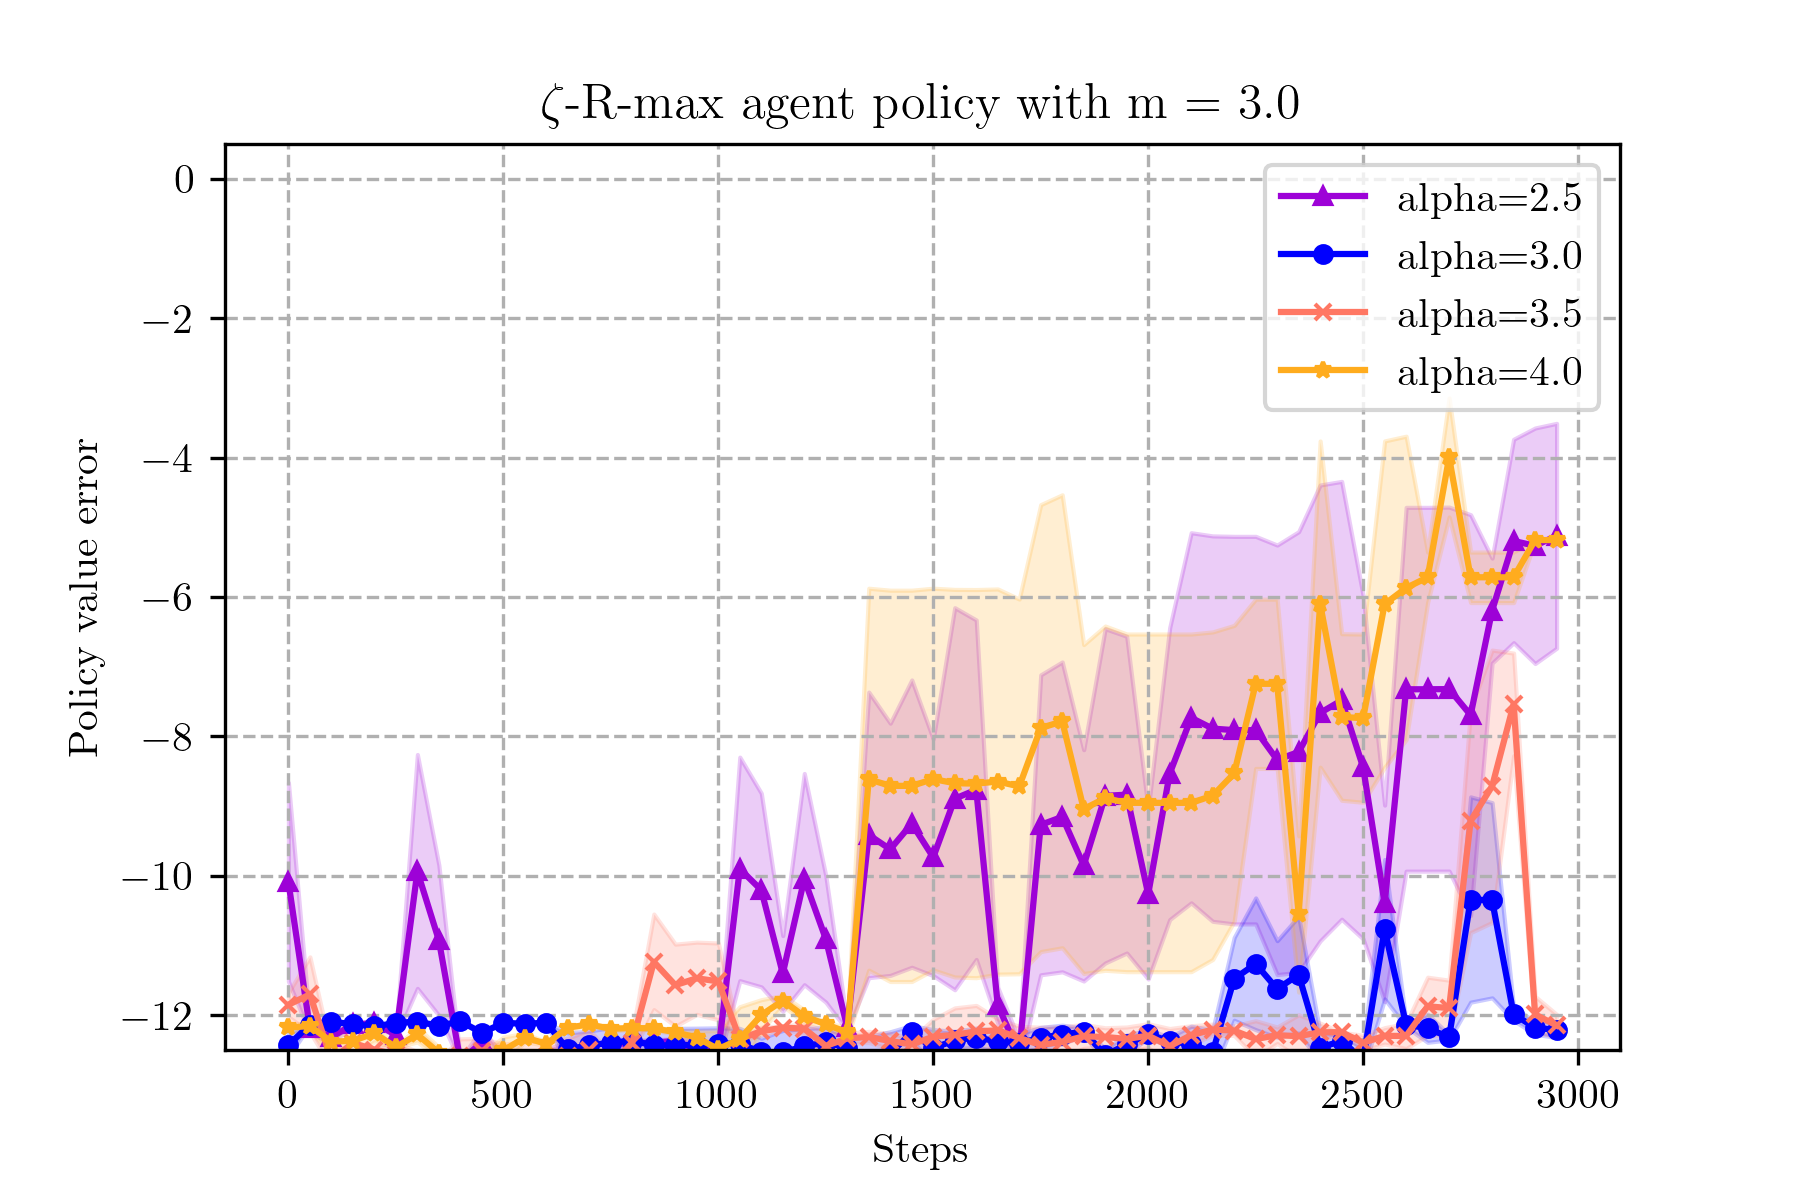 ζ-R-max agent policy with m = 3.0
0
−2
−4
−6
−8
−10
−12
Policy value error
alpha=2.5
alpha=3.0
alpha=3.5
alpha=4.0
0 500 1000 1500 2000 2500 3000
Steps